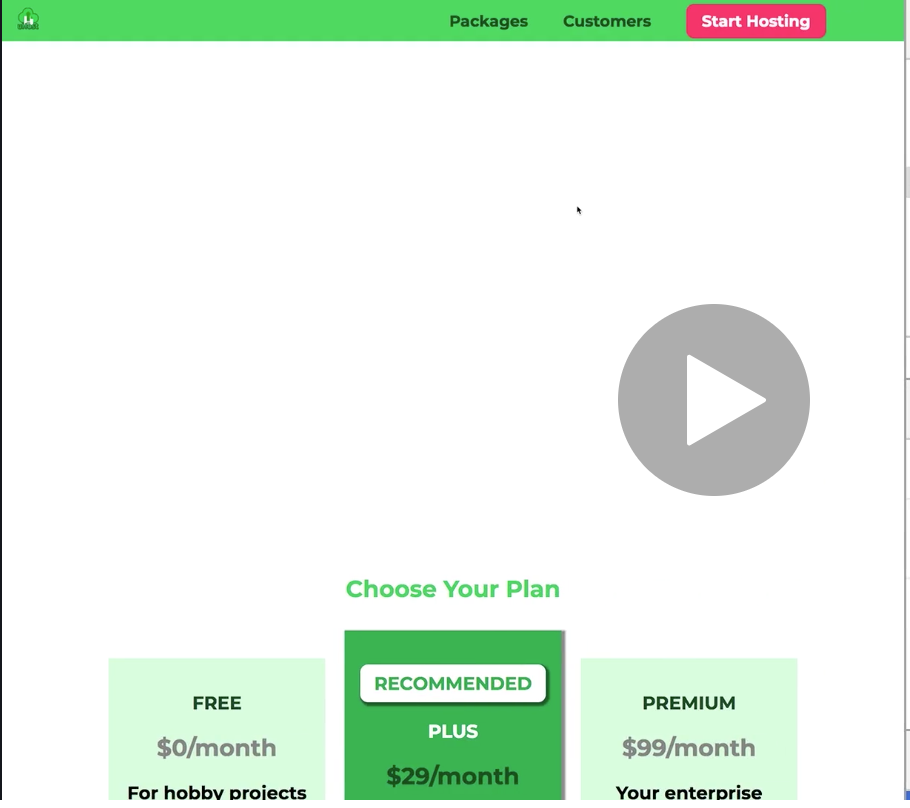 Packages Customers Start Hosting
Choose Your Plan
RECOMMENDED
FREE
PLUS
PREMIUM
$0/month
$29/month
$99/month
For hobby projects
Your enterprise